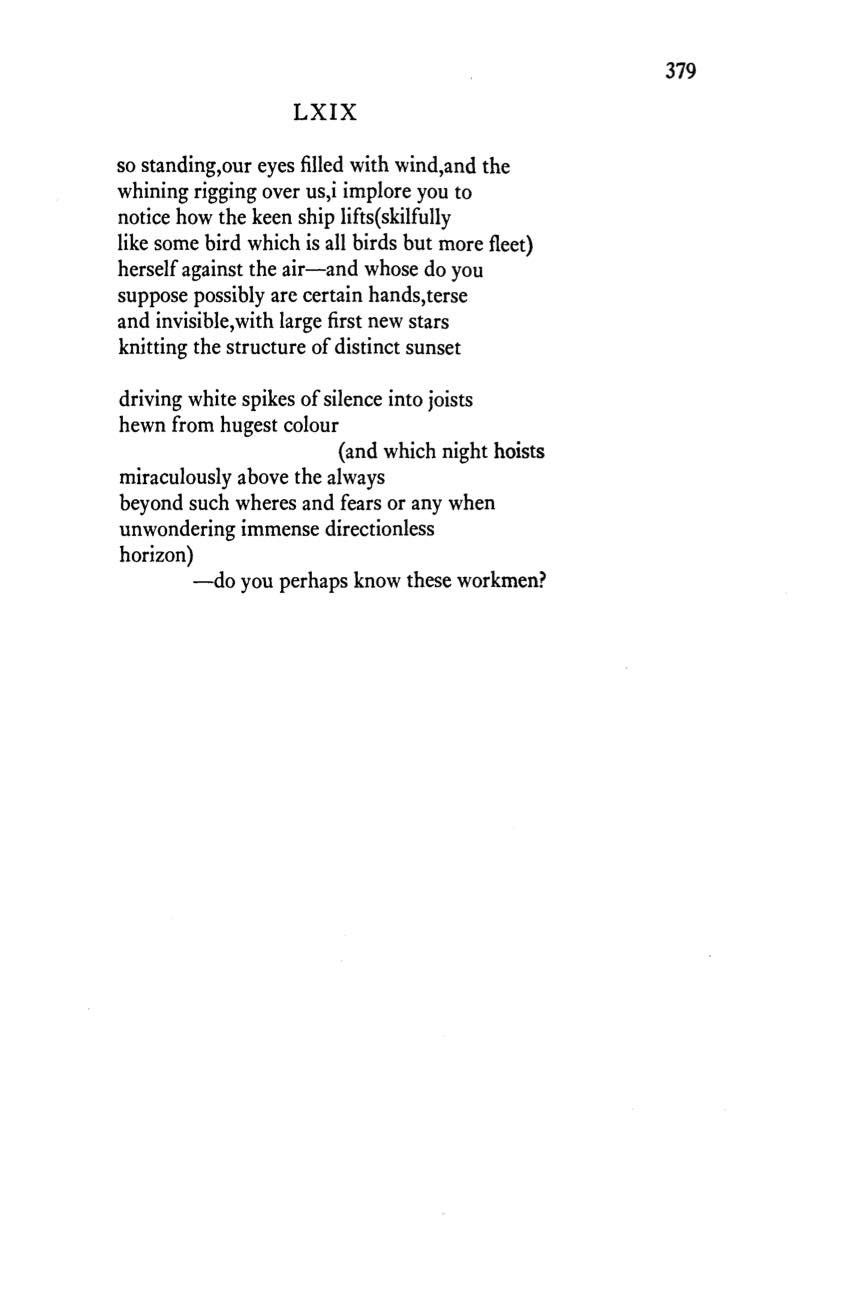 379
LXIX
so standing,our eyes filled with wind,and the
whining rigging over us,i implore you to
notice how the keen ship lifts(skilfully
like some bird which is all birds but more fleet)
herself against the air—and whose do you
suppose possibly are certain hands,terse
and invisible,with large first new stars
knitting the structure of distinct sunset
driving white spikes of silence into joists
hewn from hugest colour
(and which night hoists
miraculously above the always
beyond such wheres and fears or any when
unwondering immense directionless
horizon)
—do you perhaps know these workmen?